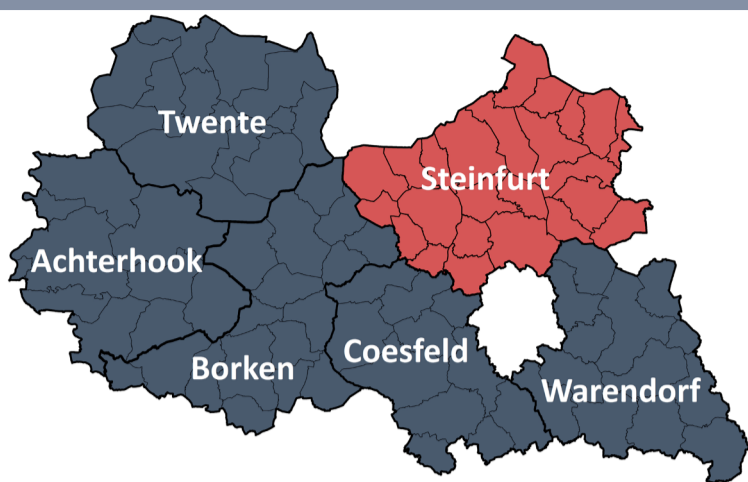 Twente
Steinfurt
Achterhook
Borken
Coesfeld
Warendorf